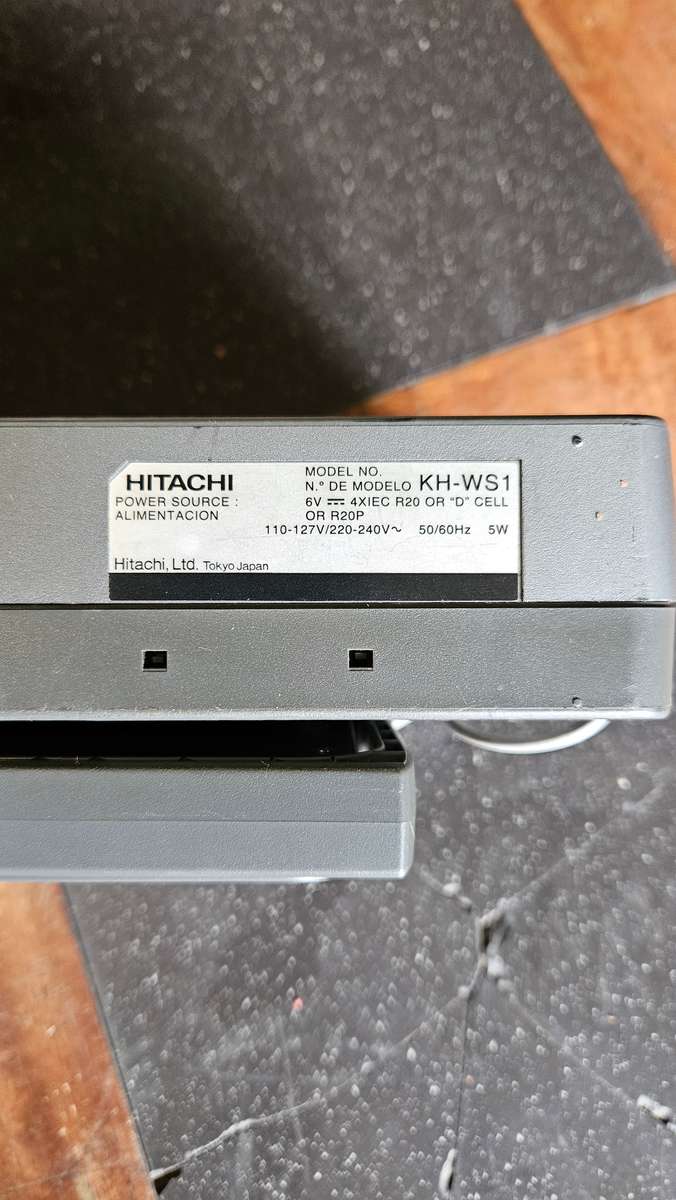 HITACHI
MODEL NO.
N.º DE MODELO KH-WS1
POWER SOURCE : 6V ⎓ 4XIEC R20 OR "D" CELL
ALIMENTACION OR R20P
110-127V/220-240V~ 50/60Hz 5W
Hitachi, Ltd. Tokyo Japan